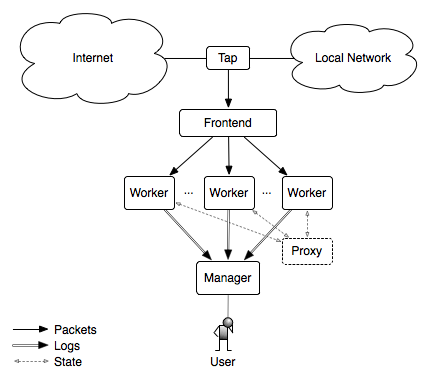 Internet
Tap
Local Network
Frontend
Worker ... Worker ... Worker
Proxy
Manager
Packets
Logs
State
User